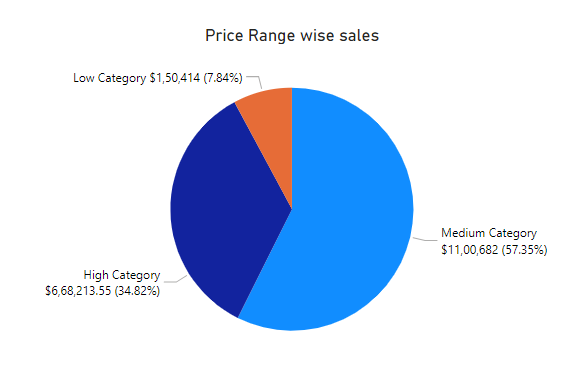 Price Range wise sales
Low Category $1,50,414 (7.84%)
Medium Category
$11,00,682 (57.35%)
High Category
$6,68,213.55 (34.82%)